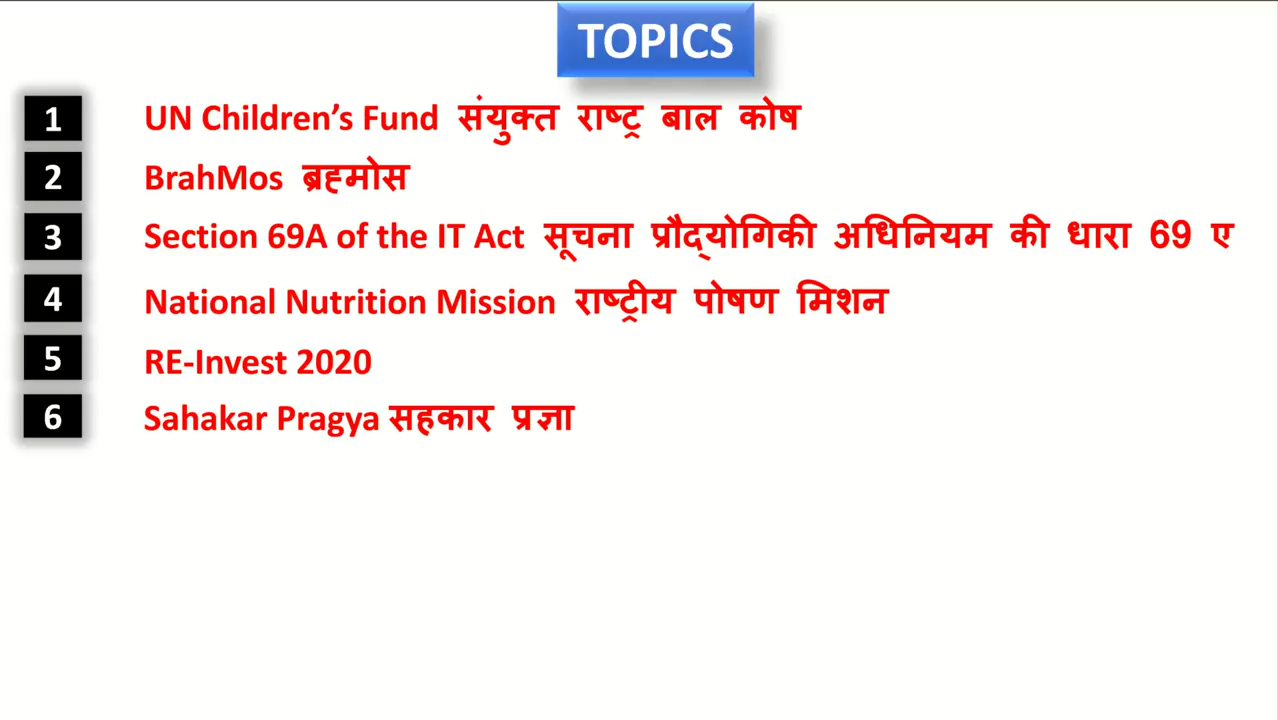 TOPICS
1 UN Children’s Fund संयुक्त राष्ट्र बाल कोष
2 BrahMos ब्रह्मोस
3 Section 69A of the IT Act सूचना प्रौद्योगिकी अधिनियम की धारा 69 ए
4 National Nutrition Mission राष्ट्रीय पोषण मिशन
5 RE-Invest 2020
6 Sahakar Pragya सहकार प्रज्ञा